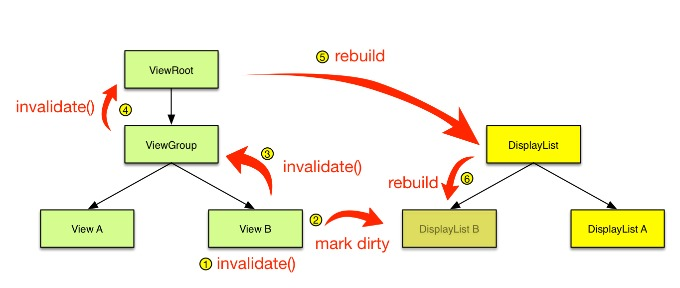 ⑤ rebuild
ViewRoot
invalidate() ④
ViewGroup
③ invalidate()
DisplayList
rebuild ⑥
View A
View B
② mark dirty
DisplayList B
DisplayList A
① invalidate()